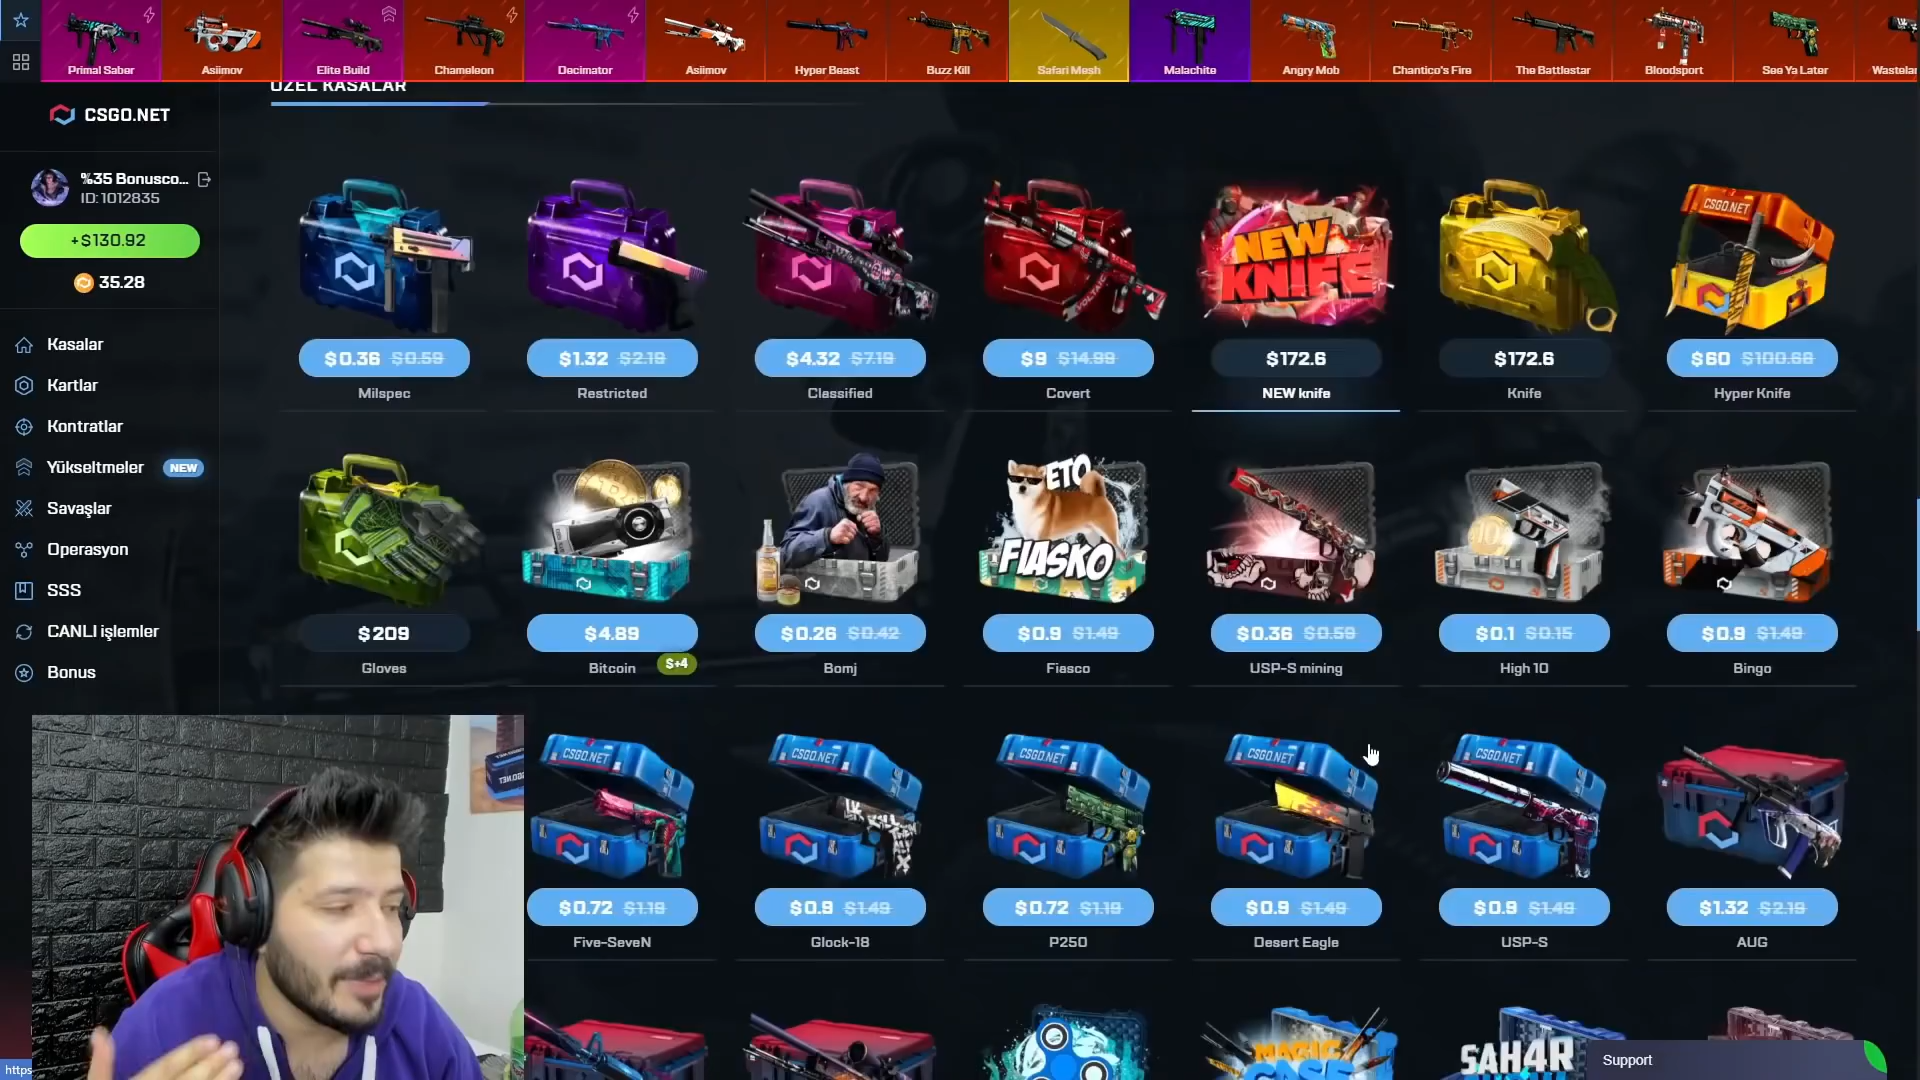 Primal Saber
Asiimov
Elite Build
Chameleon
Decimator
Asiimov
Hyper Beast
Buzz Kill
Safari Mesh
Malachite
Angry Mob
Chantico's Fire
The Battlestar
Bloodsport
See Ya Later
ÖZEL KASALAR
CSGO.NET
%35 Bonusco...
ID: 1012835
+$130.92
35.28
Kasalar
Kartlar
Kontratlar
Yükseltmeler NEW
Savaşlar
Operasyon
SSS
CANLI işlemler
Bonus
VOLTAIC
NEW
KNIFE
CSGO.NET
$0.36 $0.59
$1.32 $2.19
$4.32 $7.19
$9 $14.99
$172.6
$172.6
$60 $100.66
Milspec
Restricted
Classified
Covert
NEW knife
Knife
Hyper Knife
ETO
FIASKO
$209
$4.89
$0.26 $0.42
$0.9 $1.49
$0.36 $0.59
$0.1 $0.15
$0.9 $1.49
Gloves
Bitcoin $+4
Bomj
Fiasco
USP-S mining
High 10
Bingo
CSGO.NET
CSGO.NET
CSGO.NET
CSGO.NET
CSGO.NET
$0.72 $1.19
$0.9 $1.49
$0.72 $1.19
$0.9 $1.49
$0.9 $1.49
$1.32 $2.19
Five-SeveN
Glock-18
P250
Desert Eagle
USP-S
AUG
MAGIC
CASE
SAH4R
Support
https